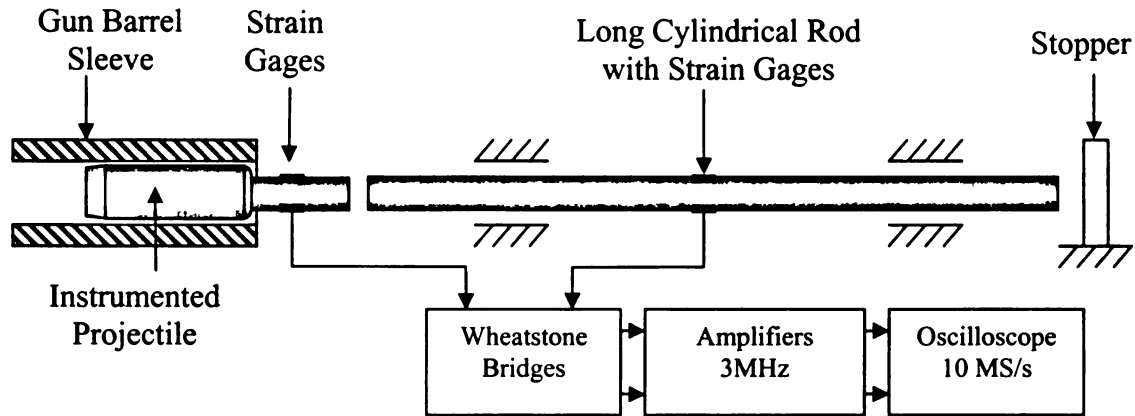 Gun Barrel
Sleeve
Strain
Gages
Long Cylindrical Rod
with Strain Gages
Stopper
Instrumented
Projectile
Wheatstone
Bridges
Amplifiers
3MHz
Oscilloscope
10 MS/s